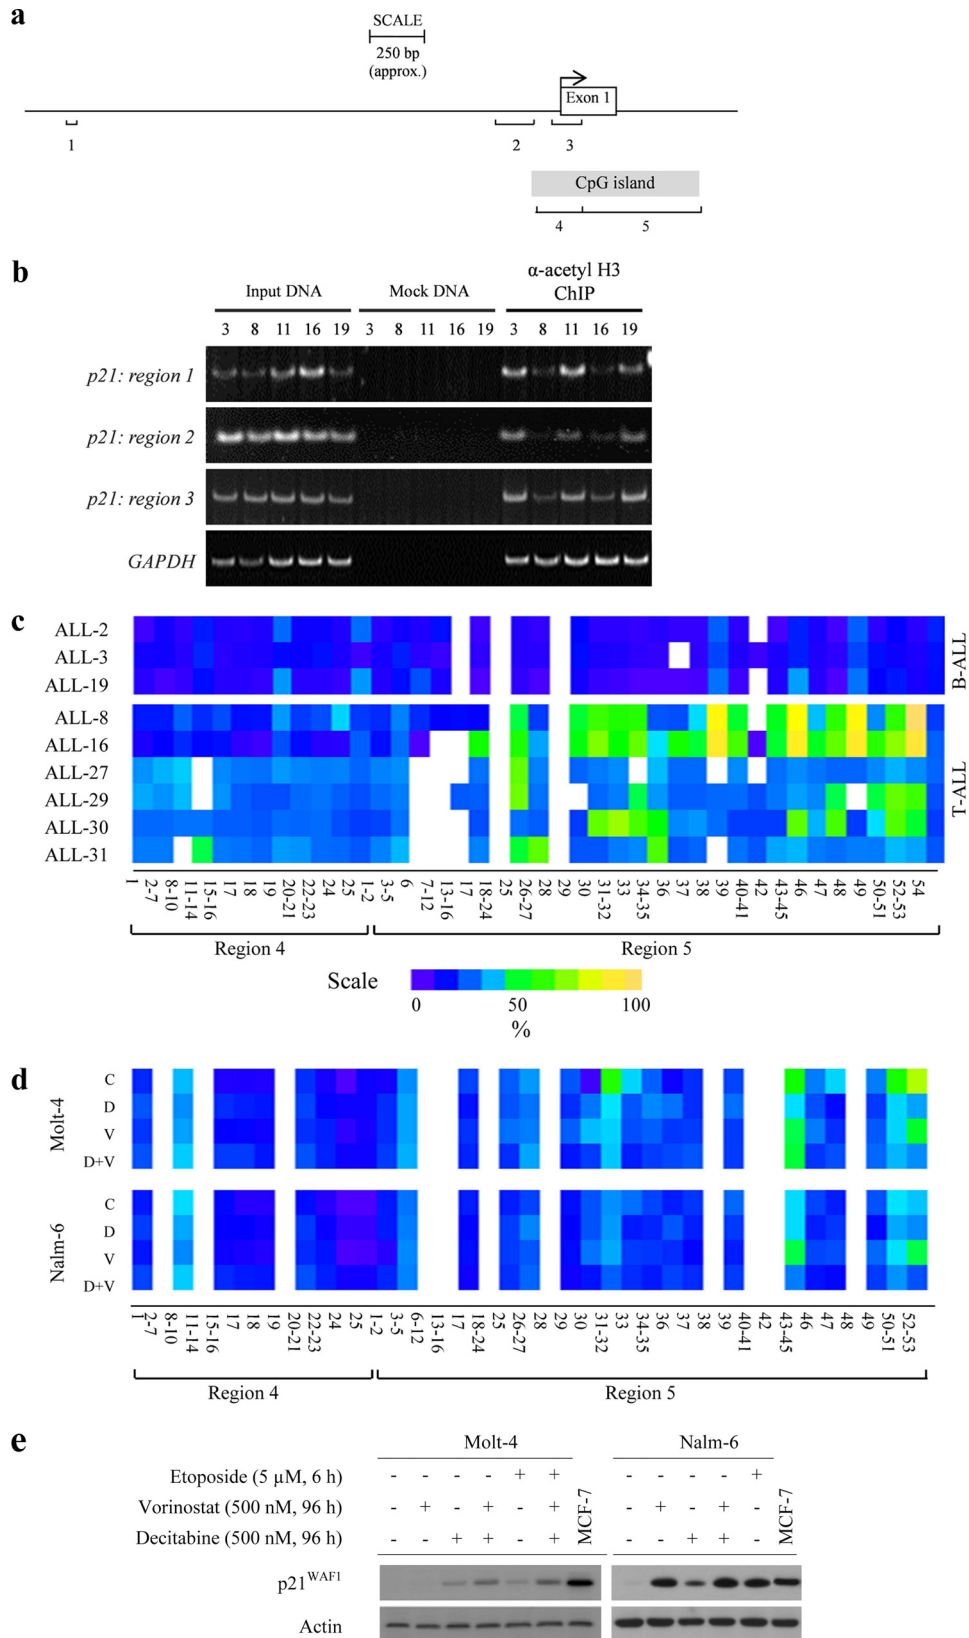 a
SCALE
250 bp
(approx.)
Exon 1
1
2
3
CpG island
4
5
b
Input DNA
Mock DNA
α-acetyl H3
ChIP
3 8 11 16 19 3 8 11 16 19 3 8 11 16 19
p21: region 1
p21: region 2
p21: region 3
GAPDH
c
ALL-2
ALL-3
ALL-19
B-ALL
ALL-8
ALL-16
ALL-27
ALL-29
ALL-30
ALL-31
T-ALL
1 2-7 8-10 11-14 15-16 17 18 19 20-21 22-23 24 25 1-2 3-5 6 7-12 13-16 17 18-24 25 26-27 28 29 30 31-32 33 34-35 36 37 38 39 40-41 42 43-45 46 47 48 49 50-51 52-53 54
Region 4
Region 5
Scale
0 50 100
%
d
Molt-4
C
D
V
D+V
Nalm-6
C
D
V
D+V
1 2-7 8-10 11-14 15-16 17 18 19 20-21 22-23 24 25 1-2 3-5 6-12 13-16 17 18-24 25 26-27 28 29 30 31-32 33 34-35 36 37 38 39 40-41 42 43-45 46 47 48 49 50-51 52-53
Region 4
Region 5
e
Molt-4
Nalm-6
Etoposide (5 µM, 6 h) - - - - + + - - - - +
Vorinostat (500 nM, 96 h) - + - + - + - + - + -
Decitabine (500 nM, 96 h) - - + + - + - - + + -
MCF-7
MCF-7
p21WAF1
Actin